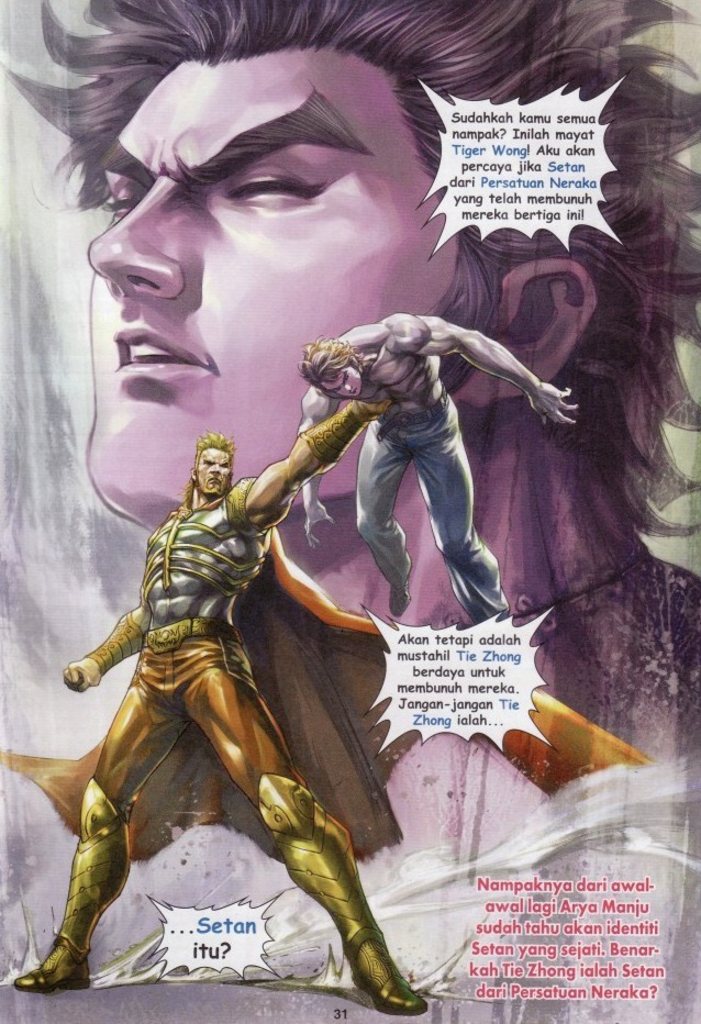 Sudahkah kamu semua
nampak? Inilah mayat
Tiger Wong! Aku akan
percaya jika Setan
dari Persatuan Neraka
yang telah membunuh
mereka bertiga ini!
Akan tetapi adalah
mustahil Tie Zhong
berdaya untuk
membunuh mereka.
Jangan-jangan Tie
Zhong ialah...
...Setan
itu?
Nampaknya dari awal-
awal lagi Arya Manju
sudah tahu akan identiti
Setan yang sejati. Benar-
kah Tie Zhong ialah Setan
dari Persatuan Neraka?
31